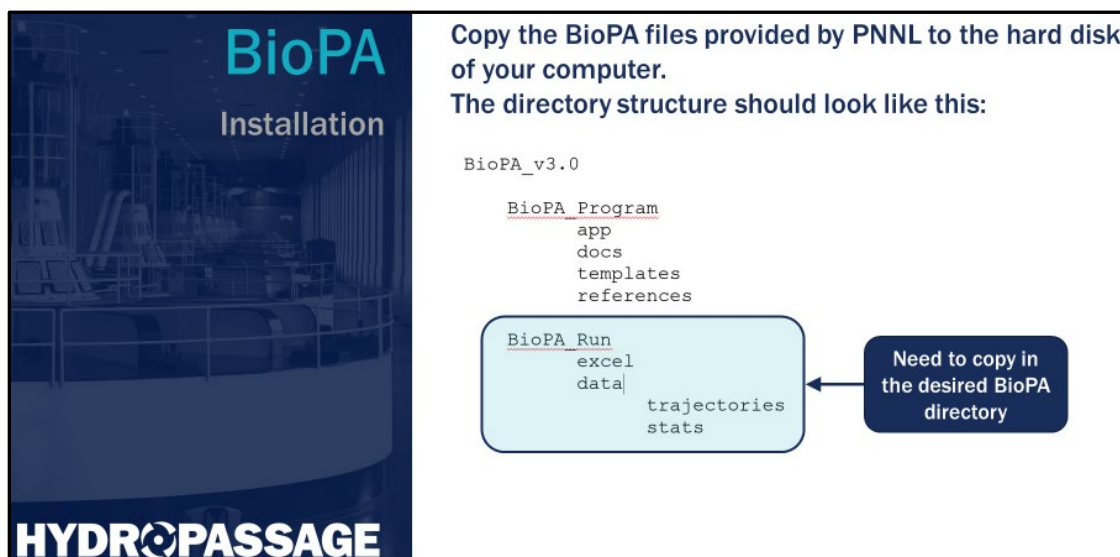 BioPA
Installation
HYDROPASSAGE
Copy the BioPA files provided by PNNL to the hard disk
of your computer.
The directory structure should look like this:
BioPA_v3.0
BioPA_Program
app
docs
templates
references
BioPA_Run
excel
data
trajectories
stats
Need to copy in
the desired BioPA
directory